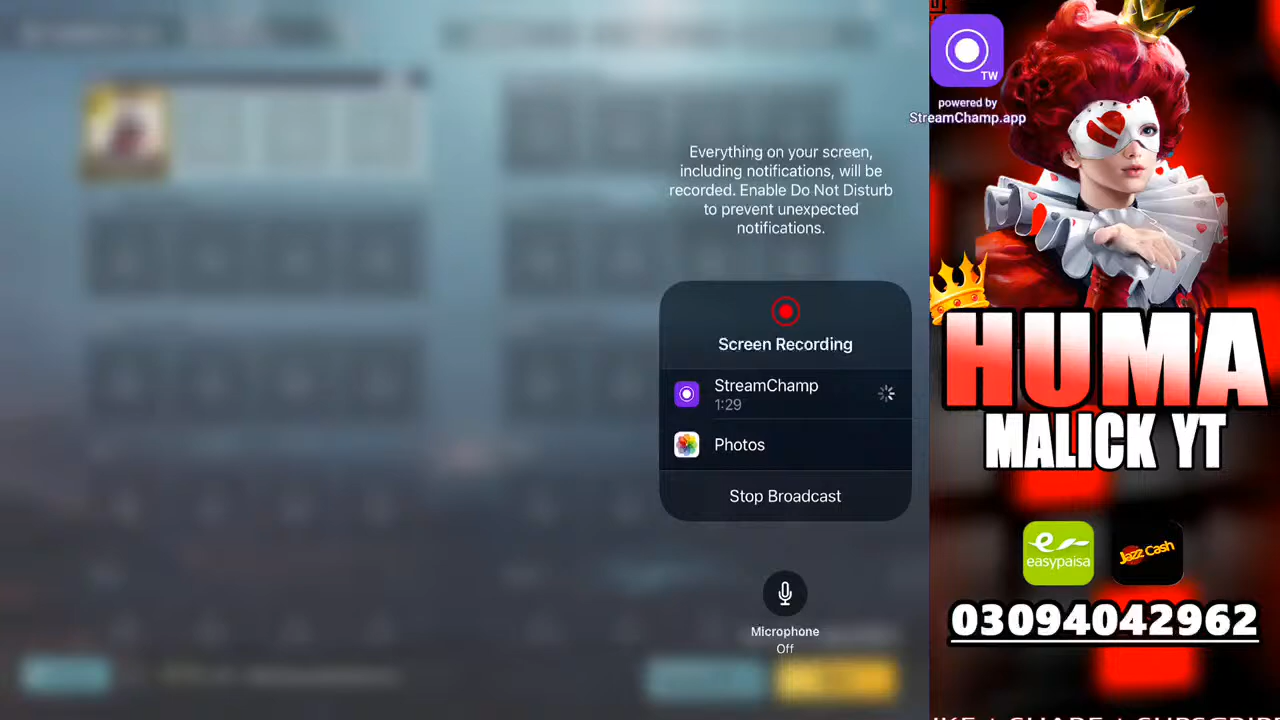 Everything on your screen,
including notifications, will be
recorded. Enable Do Not Disturb
to prevent unexpected
notifications.
Screen Recording
StreamChamp
1:29
Photos
Stop Broadcast
Microphone
Off
TW
powered by
StreamChamp.app
HUMA
MALICK YT
easypaisa
Jazz Cash
03094042962